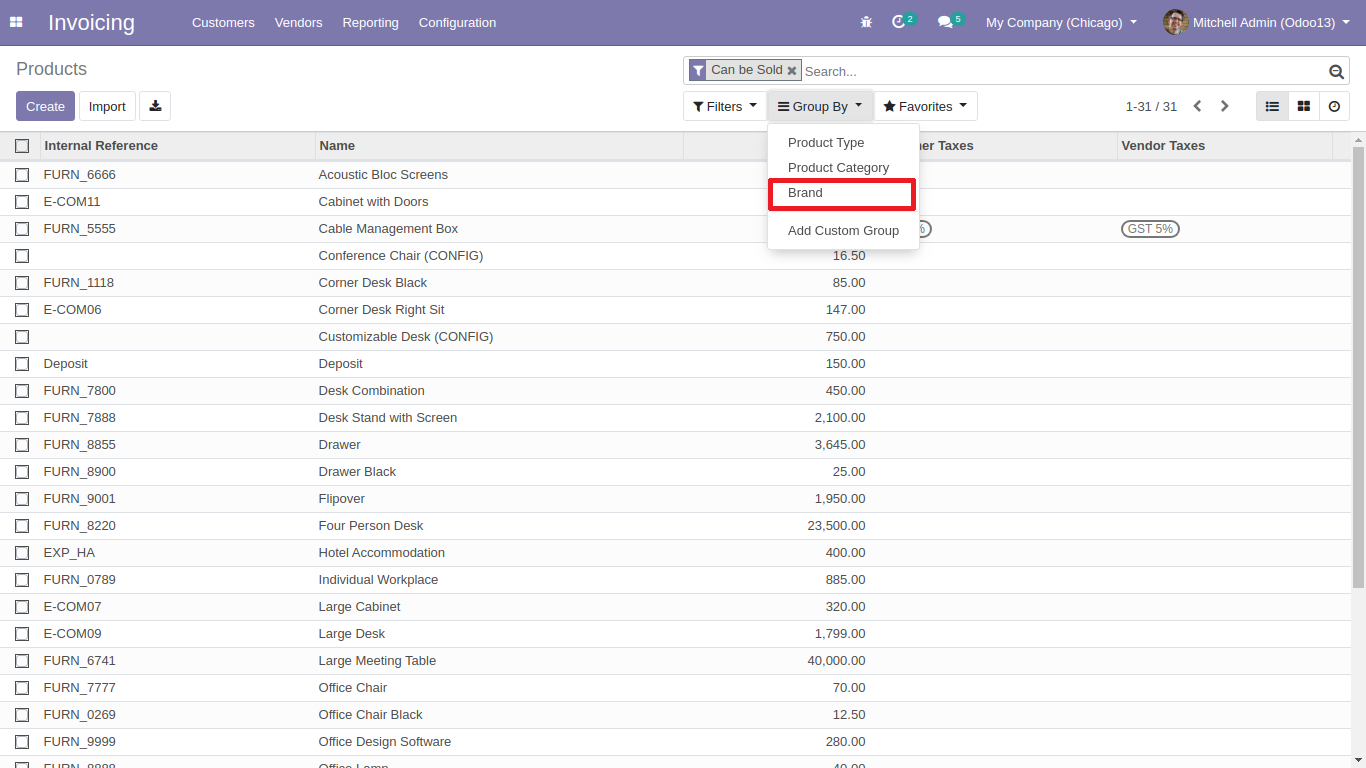 Invoicing Customers Vendors Reporting Configuration 2 5 My Company (Chicago) Mitchell Admin (Odoo13)
Products
Can be Sold Search...
Create Import Filters Group By Favorites 1-31 / 31
Product Type
Product Category
Brand
Add Custom Group
Internal Reference Name Taxes Vendor Taxes
FURN_6666 Acoustic Bloc Screens
E-COM11 Cabinet with Doors
FURN_5555 Cable Management Box % GST 5%
Conference Chair (CONFIG) 16.50
FURN_1118 Corner Desk Black 85.00
E-COM06 Corner Desk Right Sit 147.00
Customizable Desk (CONFIG) 750.00
Deposit Deposit 150.00
FURN_7800 Desk Combination 450.00
FURN_7888 Desk Stand with Screen 2,100.00
FURN_8855 Drawer 3,645.00
FURN_8900 Drawer Black 25.00
FURN_9001 Flipover 1,950.00
FURN_8220 Four Person Desk 23,500.00
EXP_HA Hotel Accommodation 400.00
FURN_0789 Individual Workplace 885.00
E-COM07 Large Cabinet 320.00
E-COM09 Large Desk 1,799.00
FURN_6741 Large Meeting Table 40,000.00
FURN_7777 Office Chair 70.00
FURN_0269 Office Chair Black 12.50
FURN_9999 Office Design Software 280.00
FURN_8888 Office Lamp 40.00